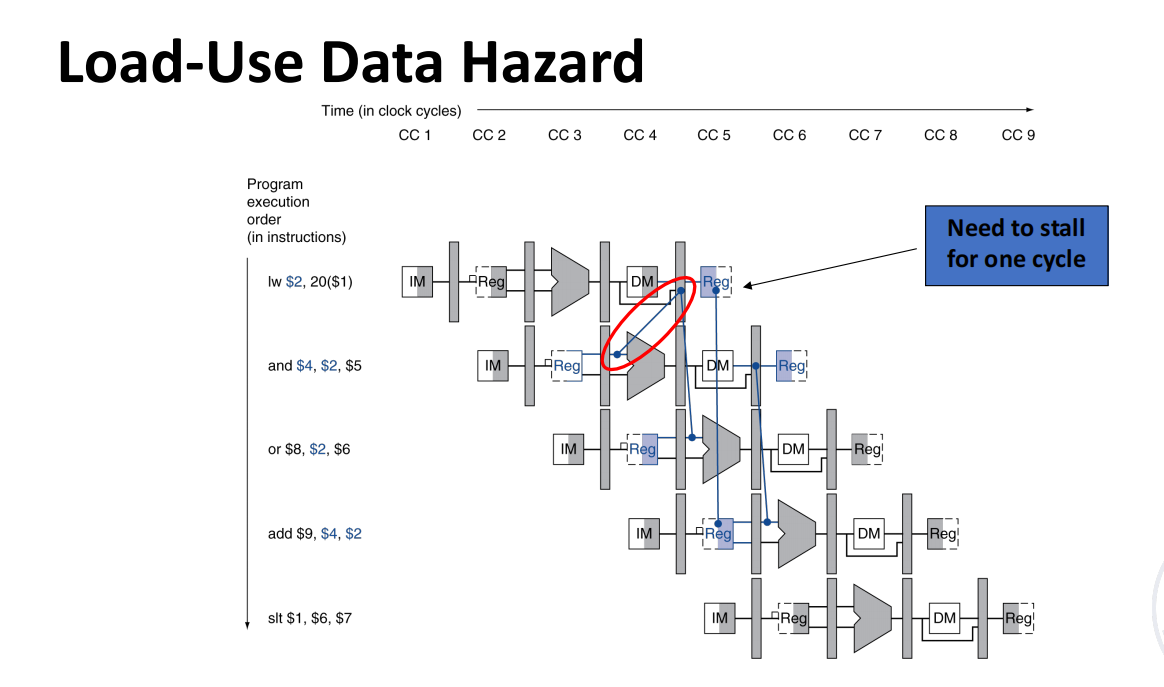 Load-Use Data Hazard
Time (in clock cycles)
CC 1 CC 2 CC 3 CC 4 CC 5 CC 6 CC 7 CC 8 CC 9
Program
execution
order
(in instructions)
Need to stall
for one cycle
lw $2, 20($1)
IM Reg DM Reg
and $4, $2, $5
IM Reg DM Reg
or $8, $2, $6
IM Reg DM Reg
add $9, $4, $2
IM Reg DM Reg
slt $1, $6, $7
IM Reg DM Reg